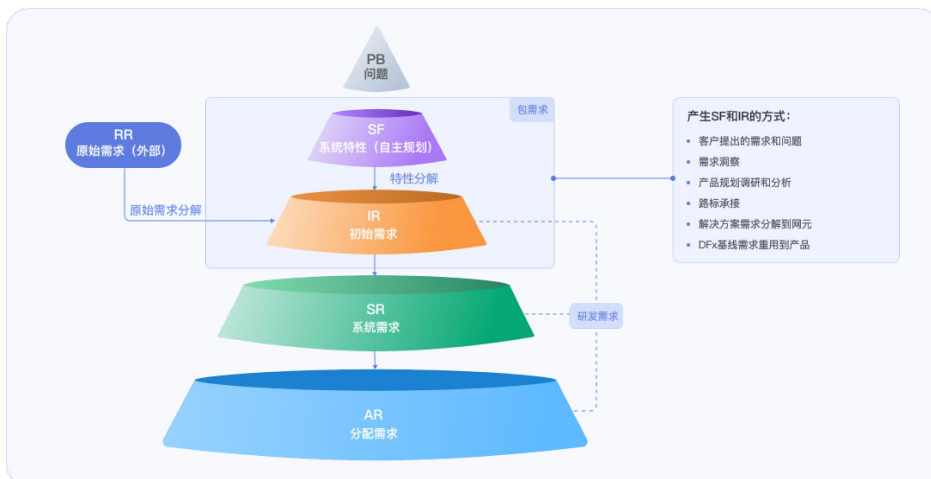 PB
问题
包需求
SF
系统特性（自主规划）
RR
原始需求（外部）
特性分解
原始需求分解
IR
初始需求
产生SF和IR的方式：
客户提出的需求和问题
需求洞察
产品规划调研和分析
路标承接
解决方案需求分解到网元
DFx基线需求重用到产品
SR
系统需求
研发需求
AR
分配需求